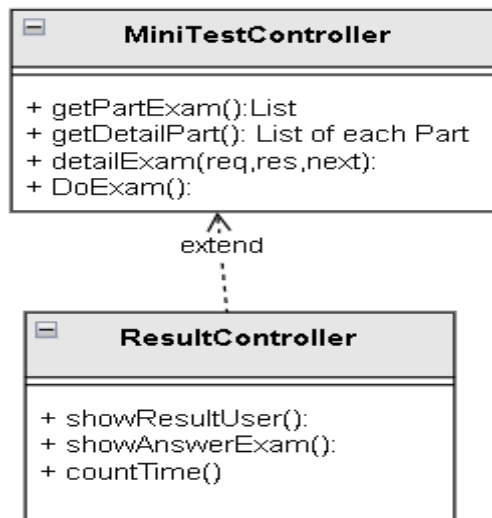 MiniTestController
+ getPartExam():List
+ getDetailPart(): List of each Part
+ detailExam(req,res,next):
+ DoExam():
extend
ResultController
+ showResultUser():
+ showAnswerExam():
+ countTime()